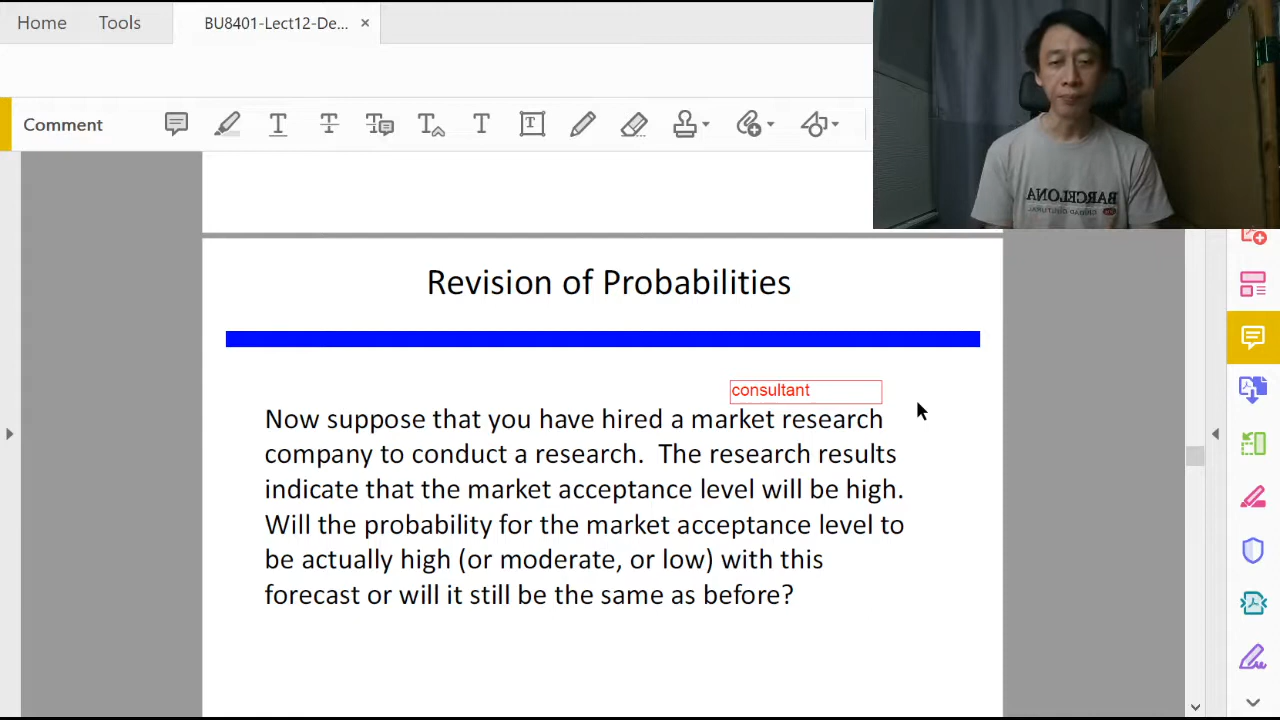 Home Tools BU8401-Lect12-De... ×
Comment
BARCELONA
Revision of Probabilities
consultant
Now suppose that you have hired a market research
company to conduct a research. The research results
indicate that the market acceptance level will be high.
Will the probability for the market acceptance level to
be actually high (or moderate, or low) with this
forecast or will it still be the same as before?